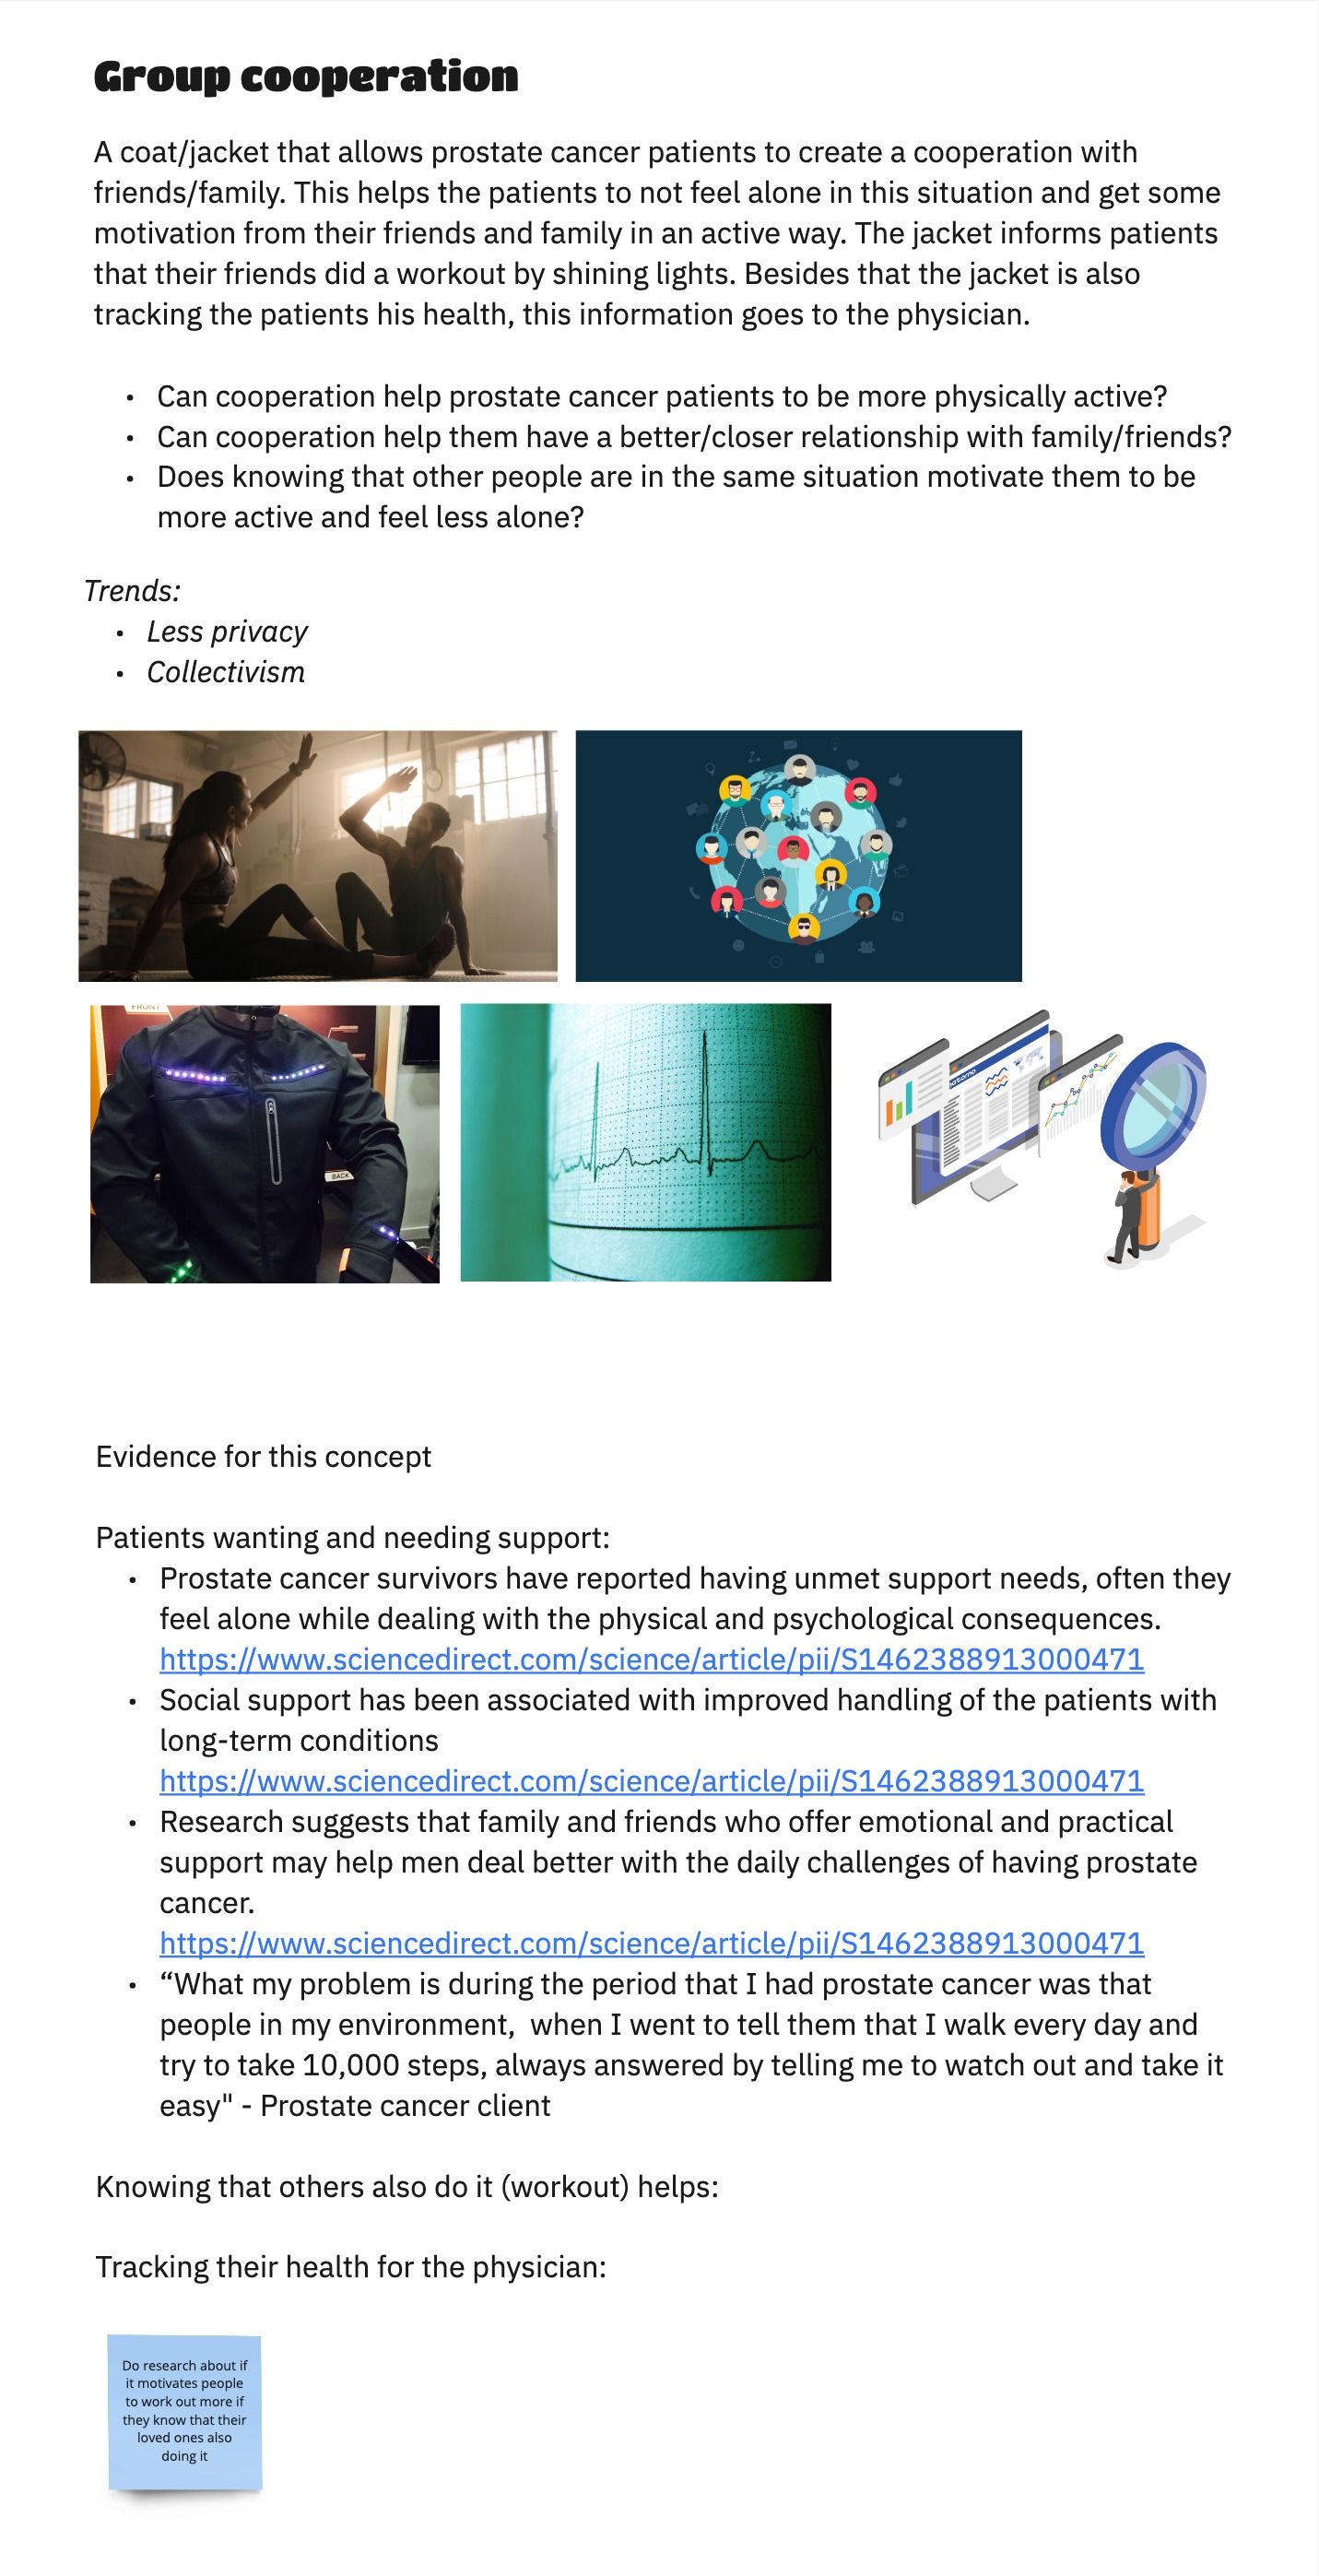 Group cooperation
A coat/jacket that allows prostate cancer patients to create a cooperation with
friends/family. This helps the patients to not feel alone in this situation and get some
motivation from their friends and family in an active way. The jacket informs patients
that their friends did a workout by shining lights. Besides that the jacket is also
tracking the patients his health, this information goes to the physician.
• Can cooperation help prostate cancer patients to be more physically active?
• Can cooperation help them have a better/closer relationship with family/friends?
• Does knowing that other people are in the same situation motivate them to be
more active and feel less alone?
Trends:
• Less privacy
• Collectivism
FRONT
BACK
matomo
Evidence for this concept
Patients wanting and needing support:
• Prostate cancer survivors have reported having unmet support needs, often they
feel alone while dealing with the physical and psychological consequences.
https://www.sciencedirect.com/science/article/pii/S1462388913000471
• Social support has been associated with improved handling of the patients with
long-term conditions
https://www.sciencedirect.com/science/article/pii/S1462388913000471
• Research suggests that family and friends who offer emotional and practical
support may help men deal better with the daily challenges of having prostate
cancer.
https://www.sciencedirect.com/science/article/pii/S1462388913000471
• “What my problem is during the period that I had prostate cancer was that
people in my environment,  when I went to tell them that I walk every day and
try to take 10,000 steps, always answered by telling me to watch out and take it
easy" - Prostate cancer client
Knowing that others also do it (workout) helps:
Tracking their health for the physician:
Do research about if
it motivates people
to work out more if
they know that their
loved ones also
doing it